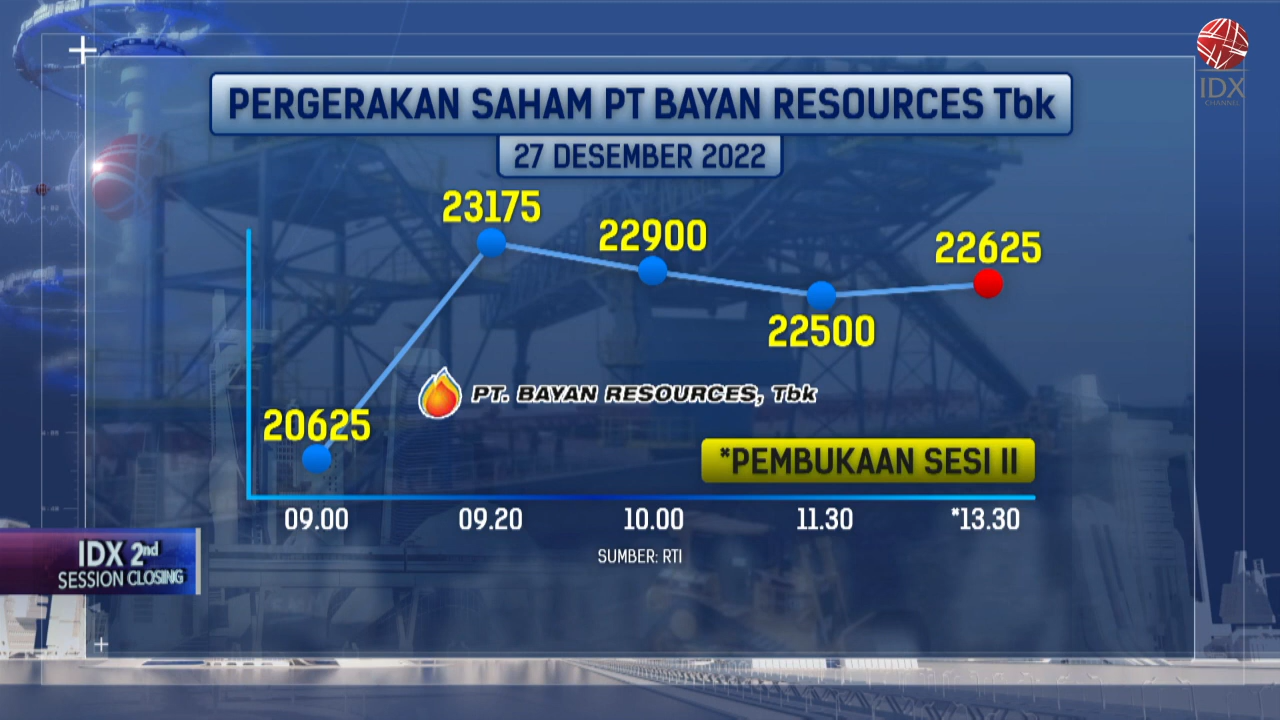 IDX
CHANNEL
PERGERAKAN SAHAM PT BAYAN RESOURCES Tbk
27 DESEMBER 2022
23175
22900
22625
22500
20625
PT. BAYAN RESOURCES, Tbk
*PEMBUKAAN SESI II
09.00 09.20 10.00 11.30 *13.30
SUMBER: RTI
IDX 2nd
SESSION CLOSING